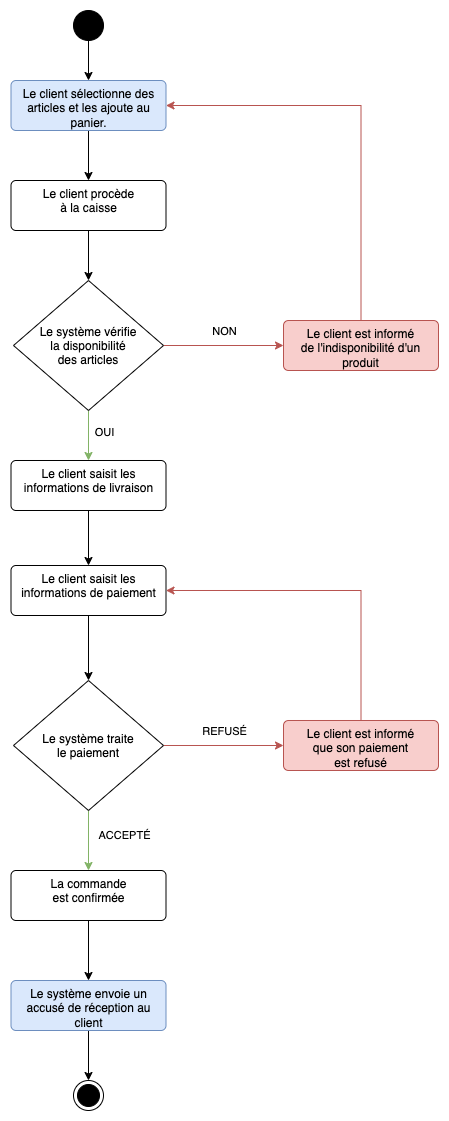 Le client sélectionne des
articles et les ajoute au
panier.
Le client procède
à la caisse
Le système vérifie
la disponibilité
des articles
NON
Le client est informé
de l'indisponibilité d'un
produit
OUI
Le client saisit les
informations de livraison
Le client saisit les
informations de paiement
Le système traite
le paiement
REFUSÉ
Le client est informé
que son paiement
est refusé
ACCEPTÉ
La commande
est confirmée
Le système envoie un
accusé de réception au
client